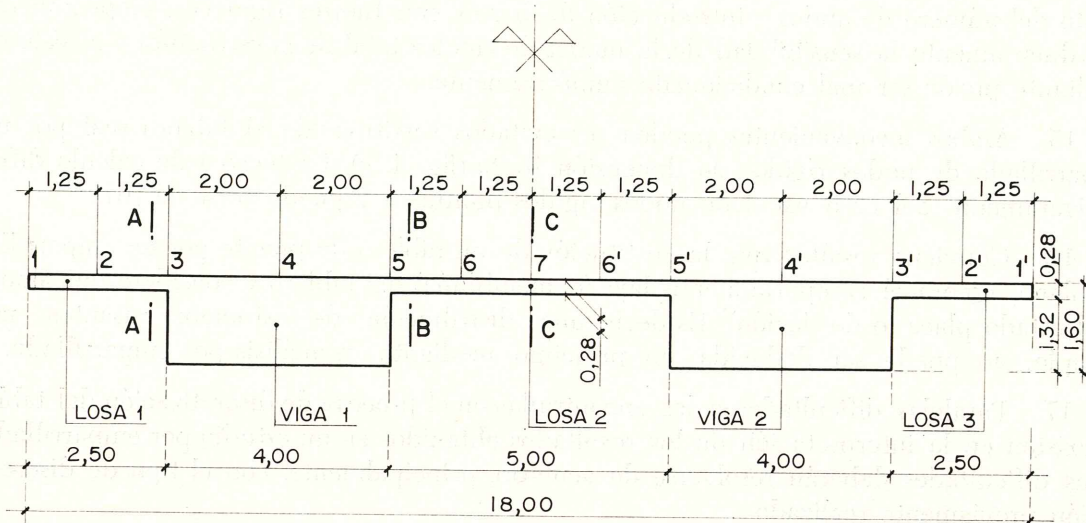 1,25 1,25 2,00 2,00 1,25 1,25 1,25 1,25 2,00 2,00 1,25 1,25
A B C
1 2 3 4 5 6 7 6' 5' 4' 3' 2' 1'
0,28
A B C
1,32
1,60
0,28
LOSA 1 VIGA 1 LOSA 2 VIGA 2 LOSA 3
2,50 4,00 5,00 4,00 2,50
18,00